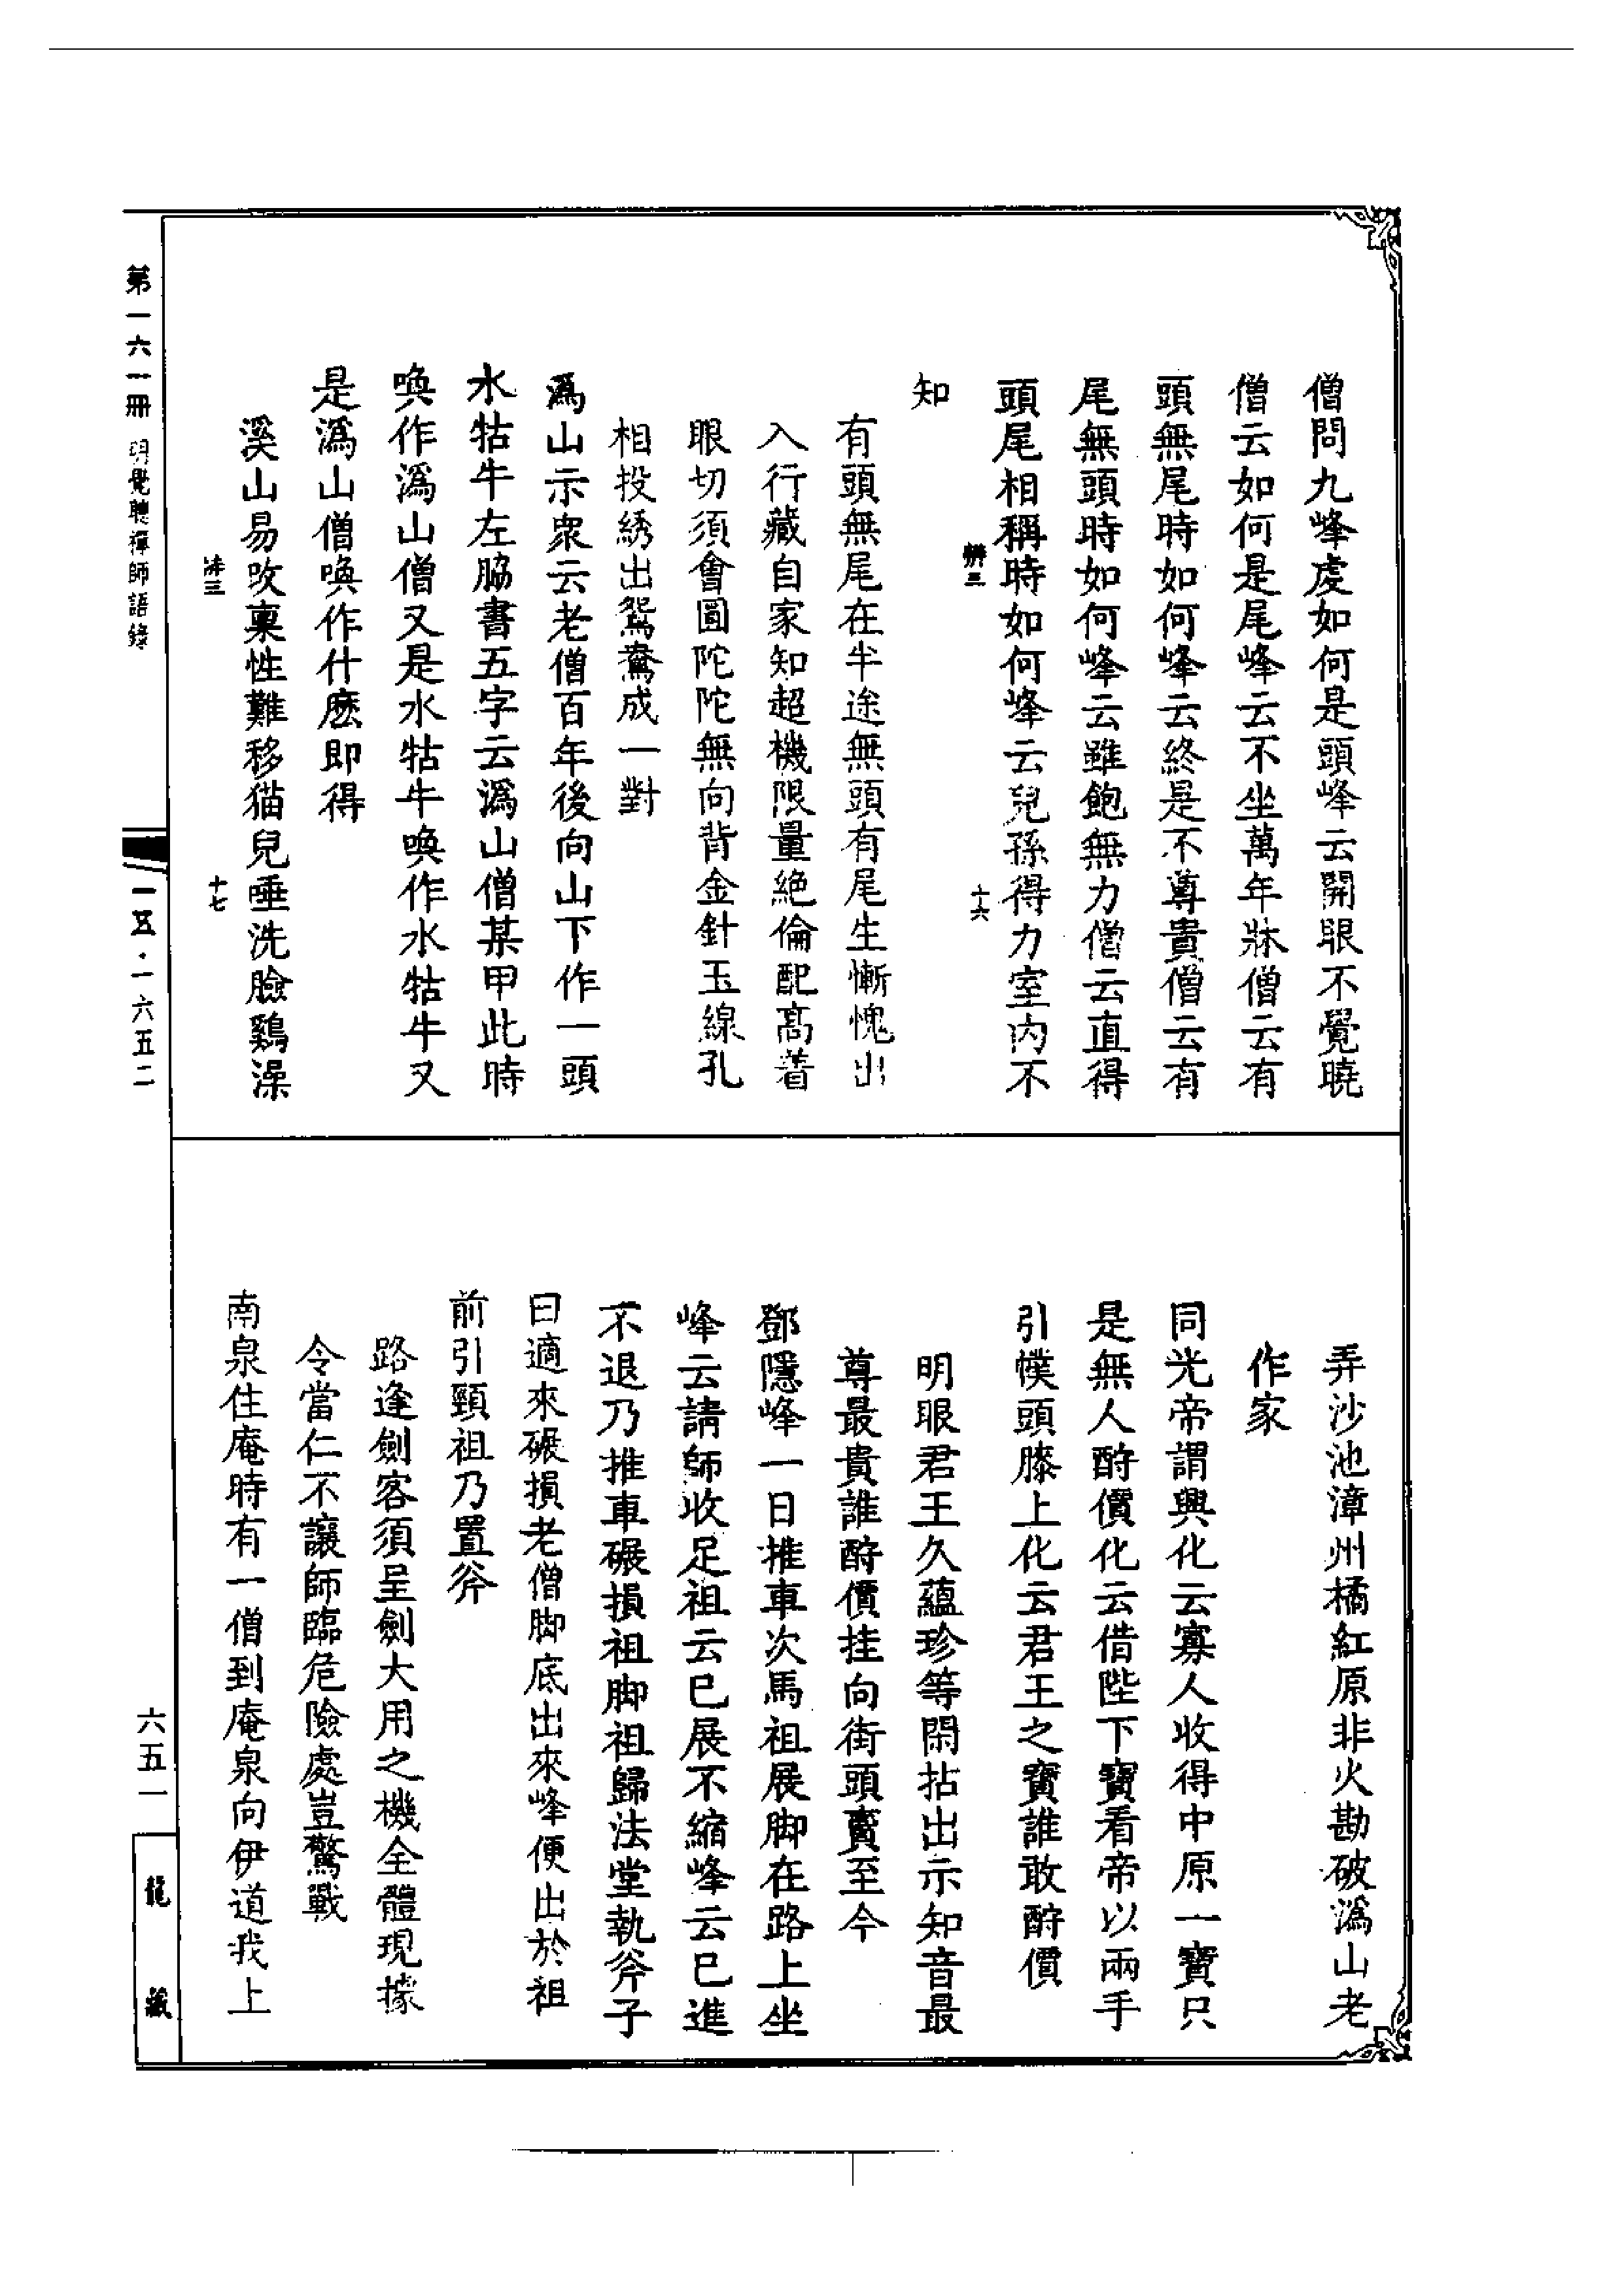 僧問九峰䖏如何是頭峰云開眼不覺曉
僧云如何是尾峰云不坐萬年牀僧云有
頭無尾時如何峰云終是不尊貴僧云有
尾無頭時如何峰云雖飽無力僧云直得
頭尾相稱時如何峰云兒孫得力室内不
知
有頭無尾在半途無頭有尾生慚愧出
入行藏自家知超機限量絶倫配髙着
眼切須會圖陀陀無向背金針玉線孔
相投綉出鴛鴦成一對
溈山示衆云老僧百年後向山下作一頭
水牯牛左脇書五字云溈山僧某甲此時
喚作溈山僧又是水牯牛喚作水牯牛又
是溈山僧喚作什麽即得
溪山易攺稟性難移猫兒唾洗臉鷄澡
弄沙池漳州橘紅原非火勘破溈山老
作家
同光帝謂興化云寡人收得中原一寶只
是無人酧價化云借陛下寶看帝以兩手
引幞頭膝上化云君王之寶誰敢酧價
明眼君王久蘊珍等閑拈出示知音最
尊最貴誰酧價挂向街頭賣至今
鄧隱峰一日推車次馬祖展脚在路上坐
峰云請師收足祖云已展不縮峰云已進
不退乃推車碾損祖脚祖歸法堂執斧子
曰適來碾損老僧脚底出來峰便出於祖
前引頸祖乃置斧
路逢劍客須呈劍大用之機全體現據
令當仁不讓師臨危險處豈驚戰
南泉住庵時有一僧到庵泉向伊道我上
第一六一冊 明覺聰禪師語錄
一五·一六五二
六五一
龍藏
十六
十七